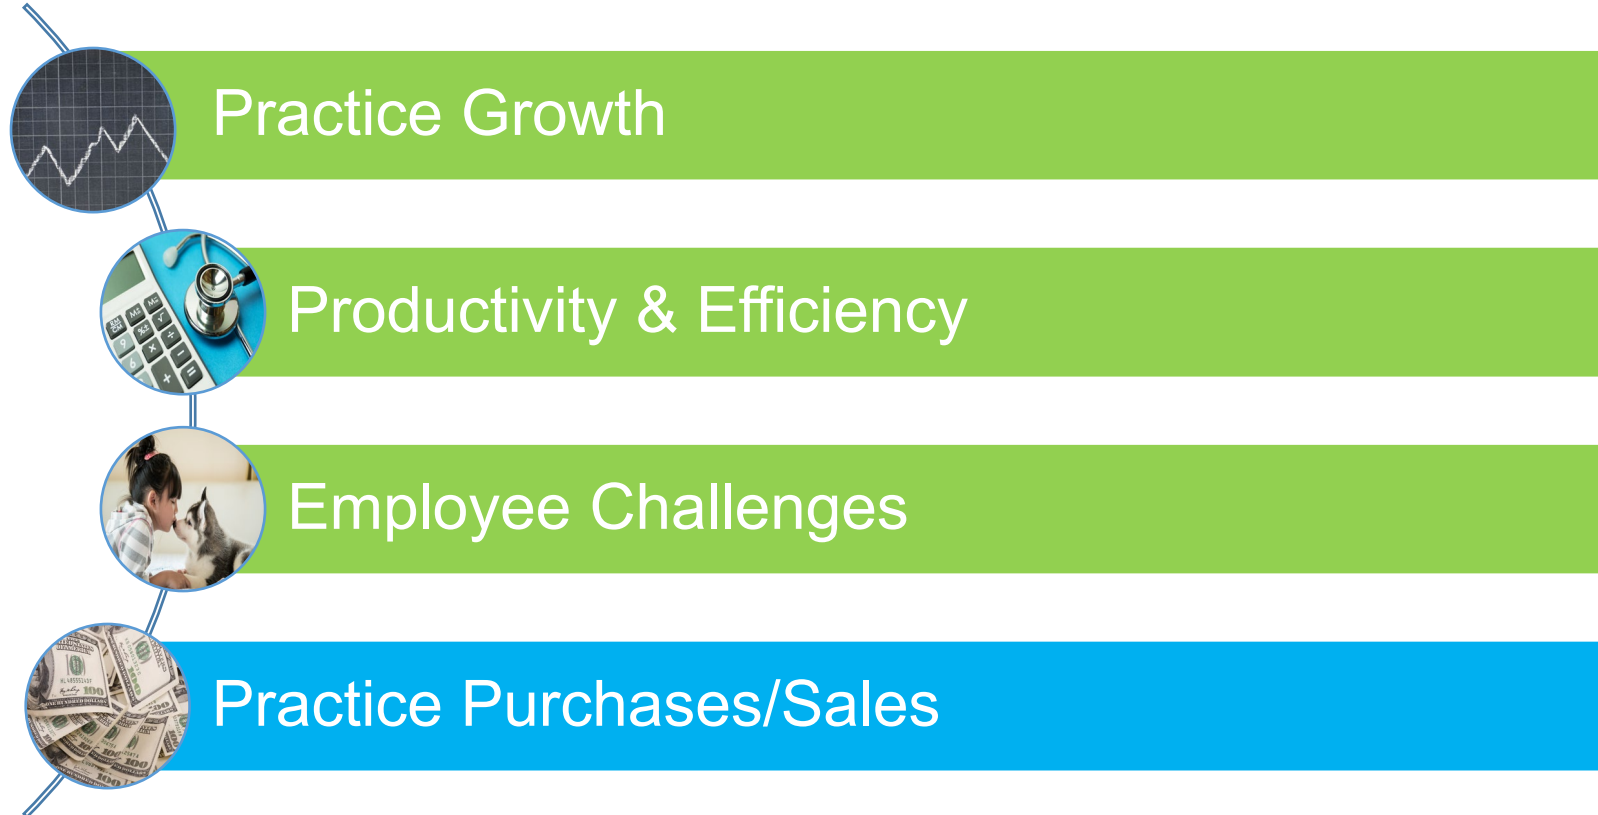 Practice Growth
Productivity & Efficiency
Employee Challenges
Practice Purchases/Sales